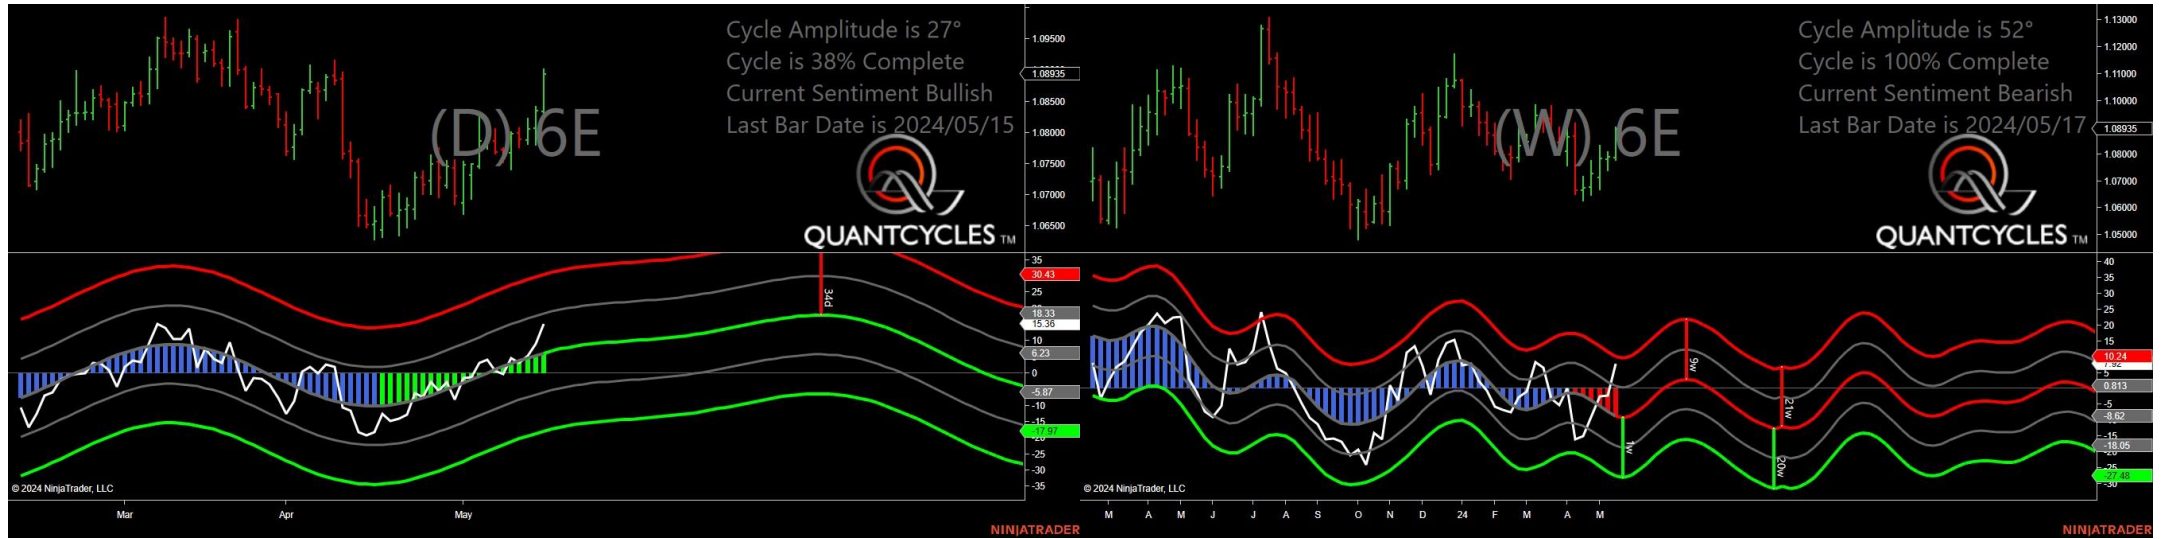 Cycle Amplitude is 27°
Cycle is 38% Complete
Current Sentiment Bullish
Last Bar Date is 2024/05/15
(D) 6E
QUANTCYCLES TM
1.09500
1.08935
1.08500
1.08000
1.07500
1.07000
1.06500
35
30.43
25
18.33
15.36
10
6.23
0
-5.87
-10
-15
-17.97
-25
-30
-35
34d
© 2024 NinjaTrader, LLC
Mar
Apr
May
NINJATRADER
Cycle Amplitude is 52°
Cycle is 100% Complete
Current Sentiment Bearish
Last Bar Date is 2024/05/17
(W) 6E
QUANTCYCLES TM
1.13000
1.12000
1.11000
1.10000
1.08935
1.08000
1.07000
1.06000
1.05000
40
35
30
25
20
15
10.24
7.92
5
0.813
-5
-8.62
-15
-18.05
-25
-27.48
-30
9w
21w
1w
20w
© 2024 NinjaTrader, LLC
M
A
M
J
J
A
S
O
N
D
24
F
M
A
M
NINJATRADER